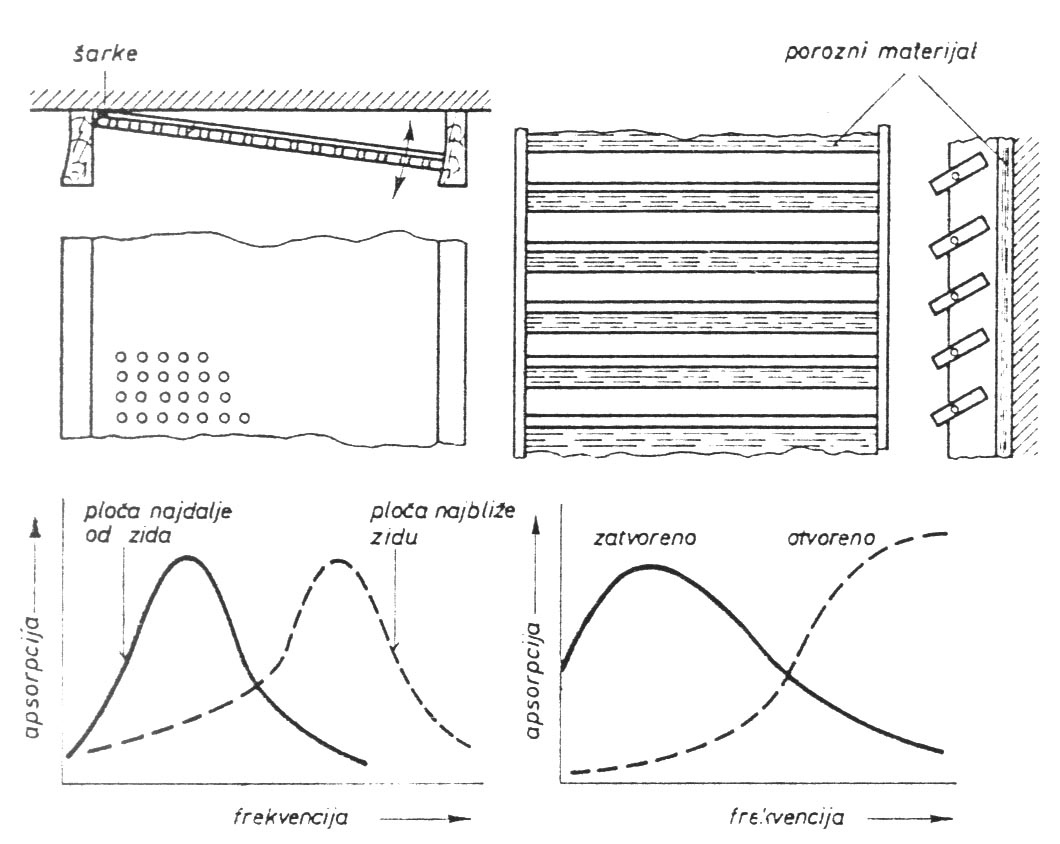 šarke
porozni materijal
ploča najdalje
od zida
ploča najbliže
zidu
apsorpcija
frekvencija
zatvoreno
otvoreno
apsorpcija
frekvencija